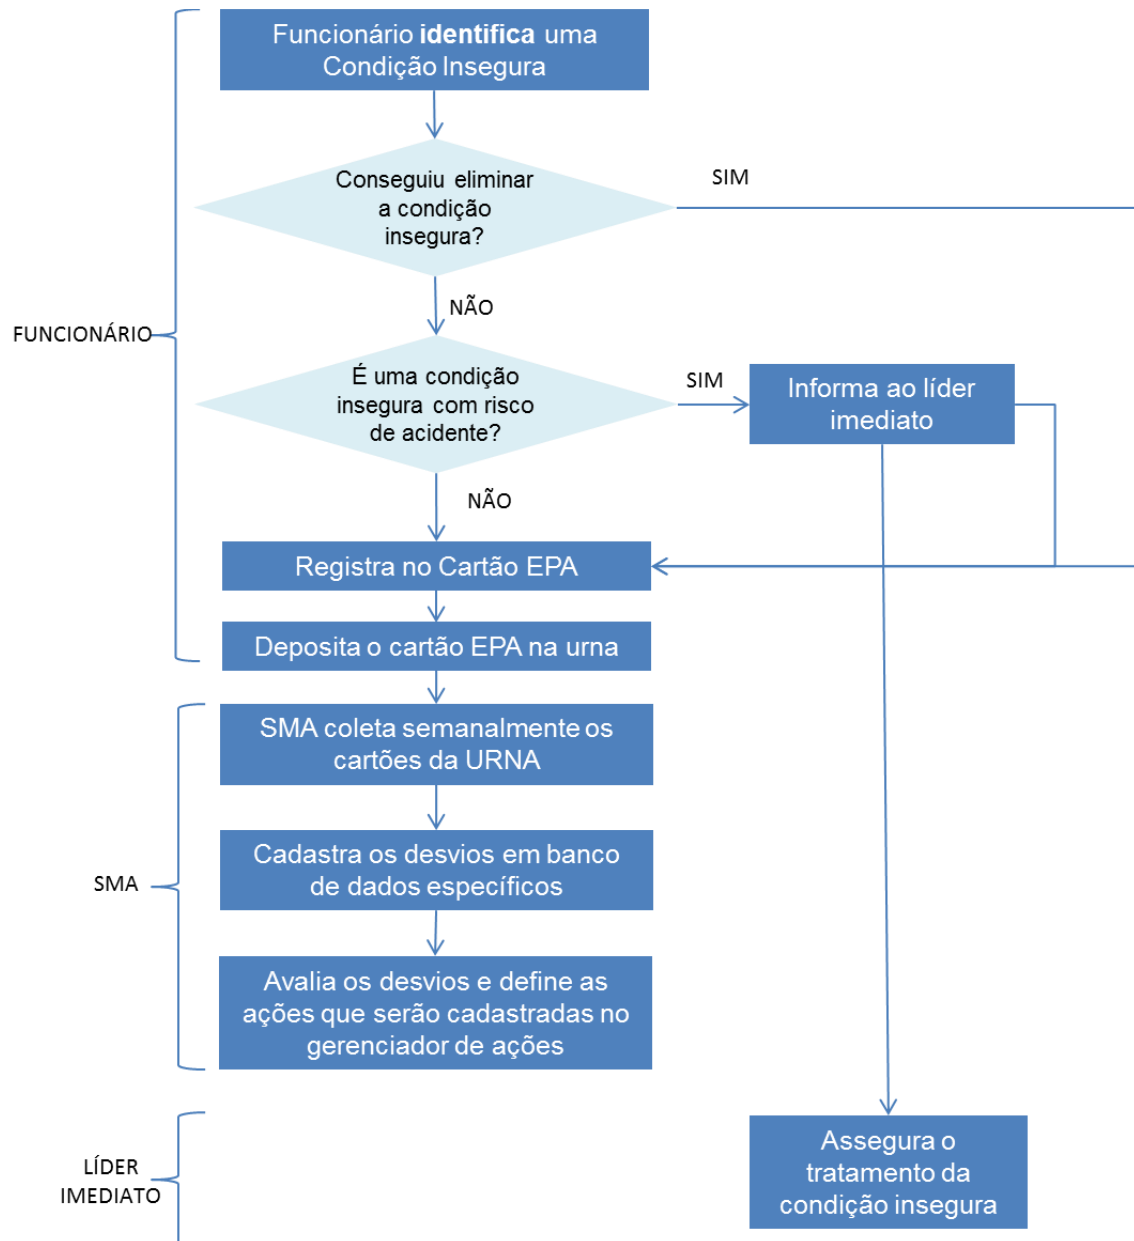 Funcionário identifica uma
Condição Insegura
Conseguiu eliminar
a condição
insegura?
SIM
NÃO
FUNCIONÁRIO
É uma condição
insegura com risco
de acidente?
SIM
Informa ao líder
imediato
NÃO
Registra no Cartão EPA
Deposita o cartão EPA na urna
SMA coleta semanalmente os
cartões da URNA
Cadastra os desvios em banco
de dados específicos
SMA
Avalia os desvios e define as
ações que serão cadastradas no
gerenciador de ações
LÍDER
IMEDIATO
Assegura o
tratamento da
condição insegura